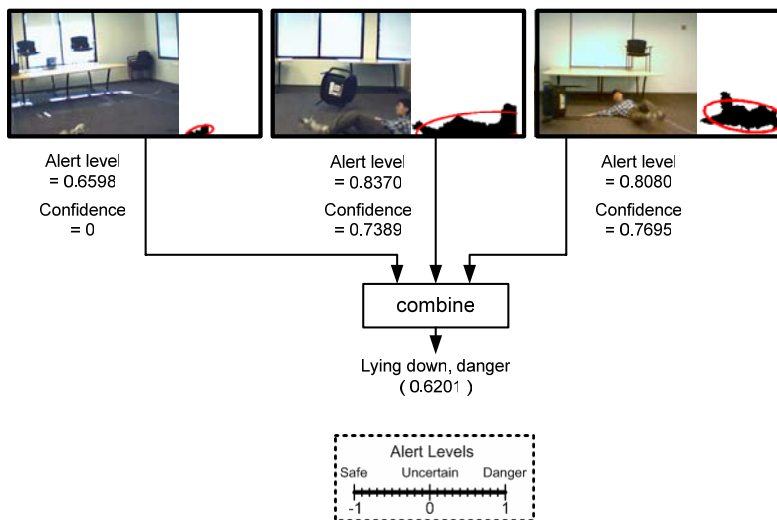 Alert level
= 0.6598
Confidence
= 0
Alert level
= 0.8370
Confidence
= 0.7389
Alert level
= 0.8080
Confidence
= 0.7695
combine
Lying down, danger
( 0.6201 )
Alert Levels
Safe Uncertain Danger
-1 0 1